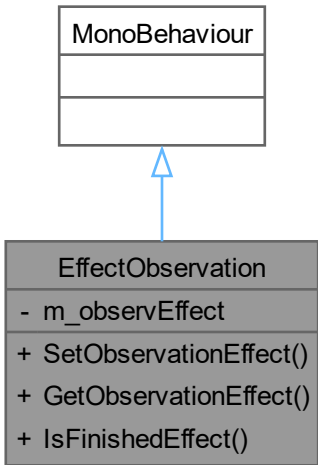 MonoBehaviour
EffectObservation
- m_observEffect
+ SetObservationEffect()
+ GetObservationEffect()
+ IsFinishedEffect()